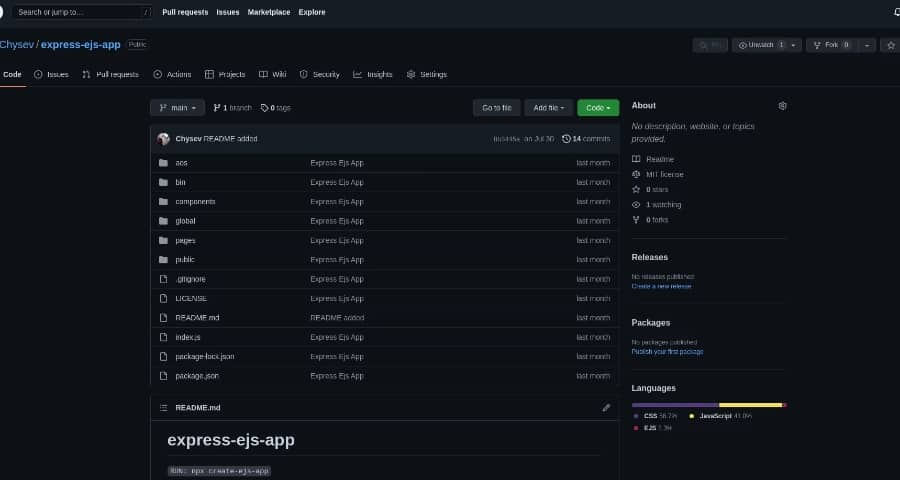 Search or jump to... /
Pull requests Issues Marketplace Explore
Chysev / express-ejs-app Public
Unwatch 1
Fork 0
Code Issues Pull requests Actions Projects Wiki Security Insights Settings
main 1 branch 0 tags Go to file Add file Code
Chysev README added on Jul 30 14 commits
aos Express Ejs App last month
bin Express Ejs App last month
components Express Ejs App last month
global Express Ejs App last month
pages Express Ejs App last month
public Express Ejs App last month
.gitignore Express Ejs App last month
LICENSE Express Ejs App last month
README.md README added last month
index.js Express Ejs App last month
package-lock.json Express Ejs App last month
package.json Express Ejs App last month
README.md
express-ejs-app
RUN: npx create-ejs-app
About
No description, website, or topics
provided.
Readme
MIT license
0 stars
1 watching
0 forks
Releases
No releases published
Create a new release
Packages
No packages published
Publish your first package
Languages
CSS 56.7% JavaScript 41.0%
EJS 2.3%